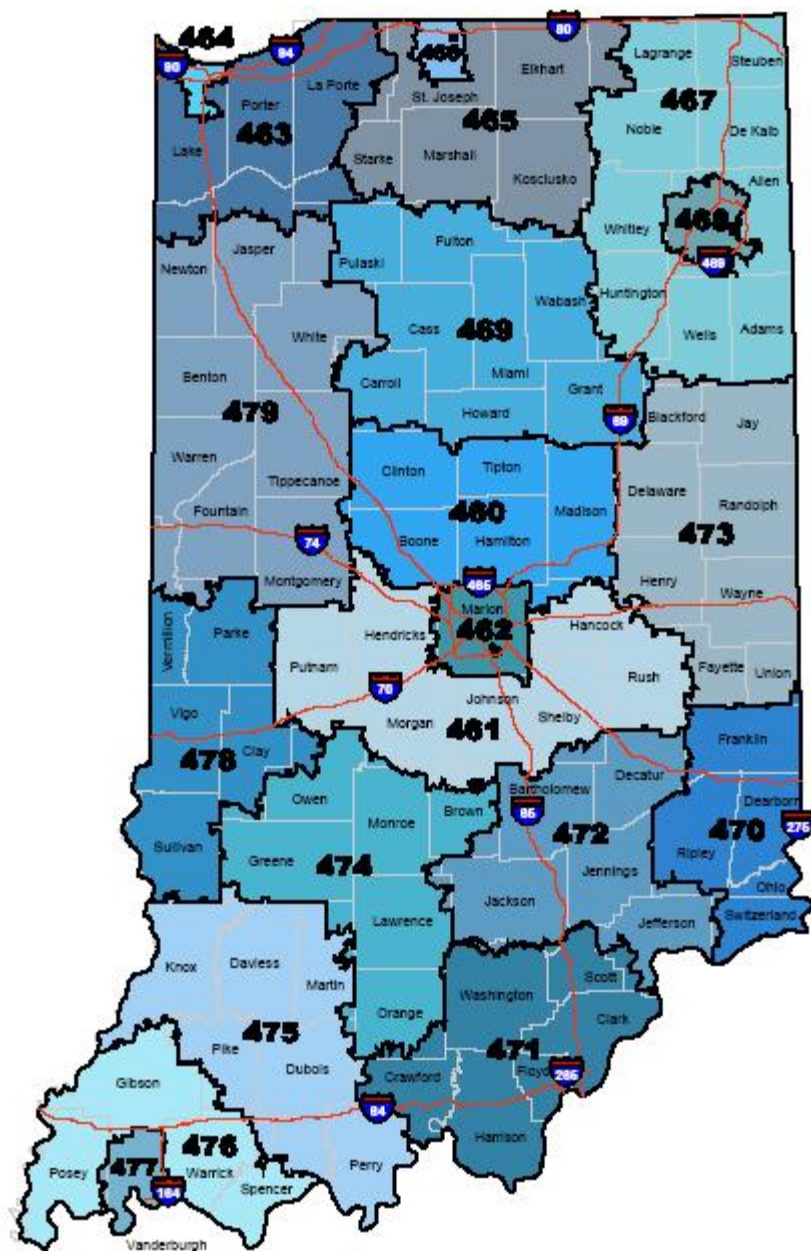 464
90
94
La Porte
Porter
463
Lake
466
80
Elkhart
St. Joseph
465
Starke
Marshall
Kosciusko
Lagrange
Steuben
467
Noble
De Kalb
Allen
Whitley
468
469
Huntington
Wells
Adams
Newton
Jasper
White
Benton
479
Warren
Tippecanoe
Fountain
74
Montgomery
Pulaski
Fulton
Wabash
Cass
469
Miami
Carroll
Grant
Howard
69
Clinton
Tipton
460
Madison
Boone
Hamilton
465
Marion
462
Blackford
Jay
Delaware
Randolph
473
Henry
Wayne
Fayette
Union
Hendricks
Hancock
Putnam
Rush
70
Johnson
Morgan
Shelby
461
Vermillion
Parke
Vigo
Clay
478
Sullivan
Owen
Monroe
Brown
Greene
474
Lawrence
Orange
Bartholomew
Decatur
65
472
Jennings
Jackson
Jefferson
Franklin
Dearborn
275
470
Ripley
Ohio
Switzerland
Knox
Daviess
Martin
475
Pike
Dubois
Perry
Washington
Scott
Clark
471
Floyd
265
Crawford
Harrison
64
Gibson
476
Posey
477
Warrick
Spencer
164
Vanderburgh